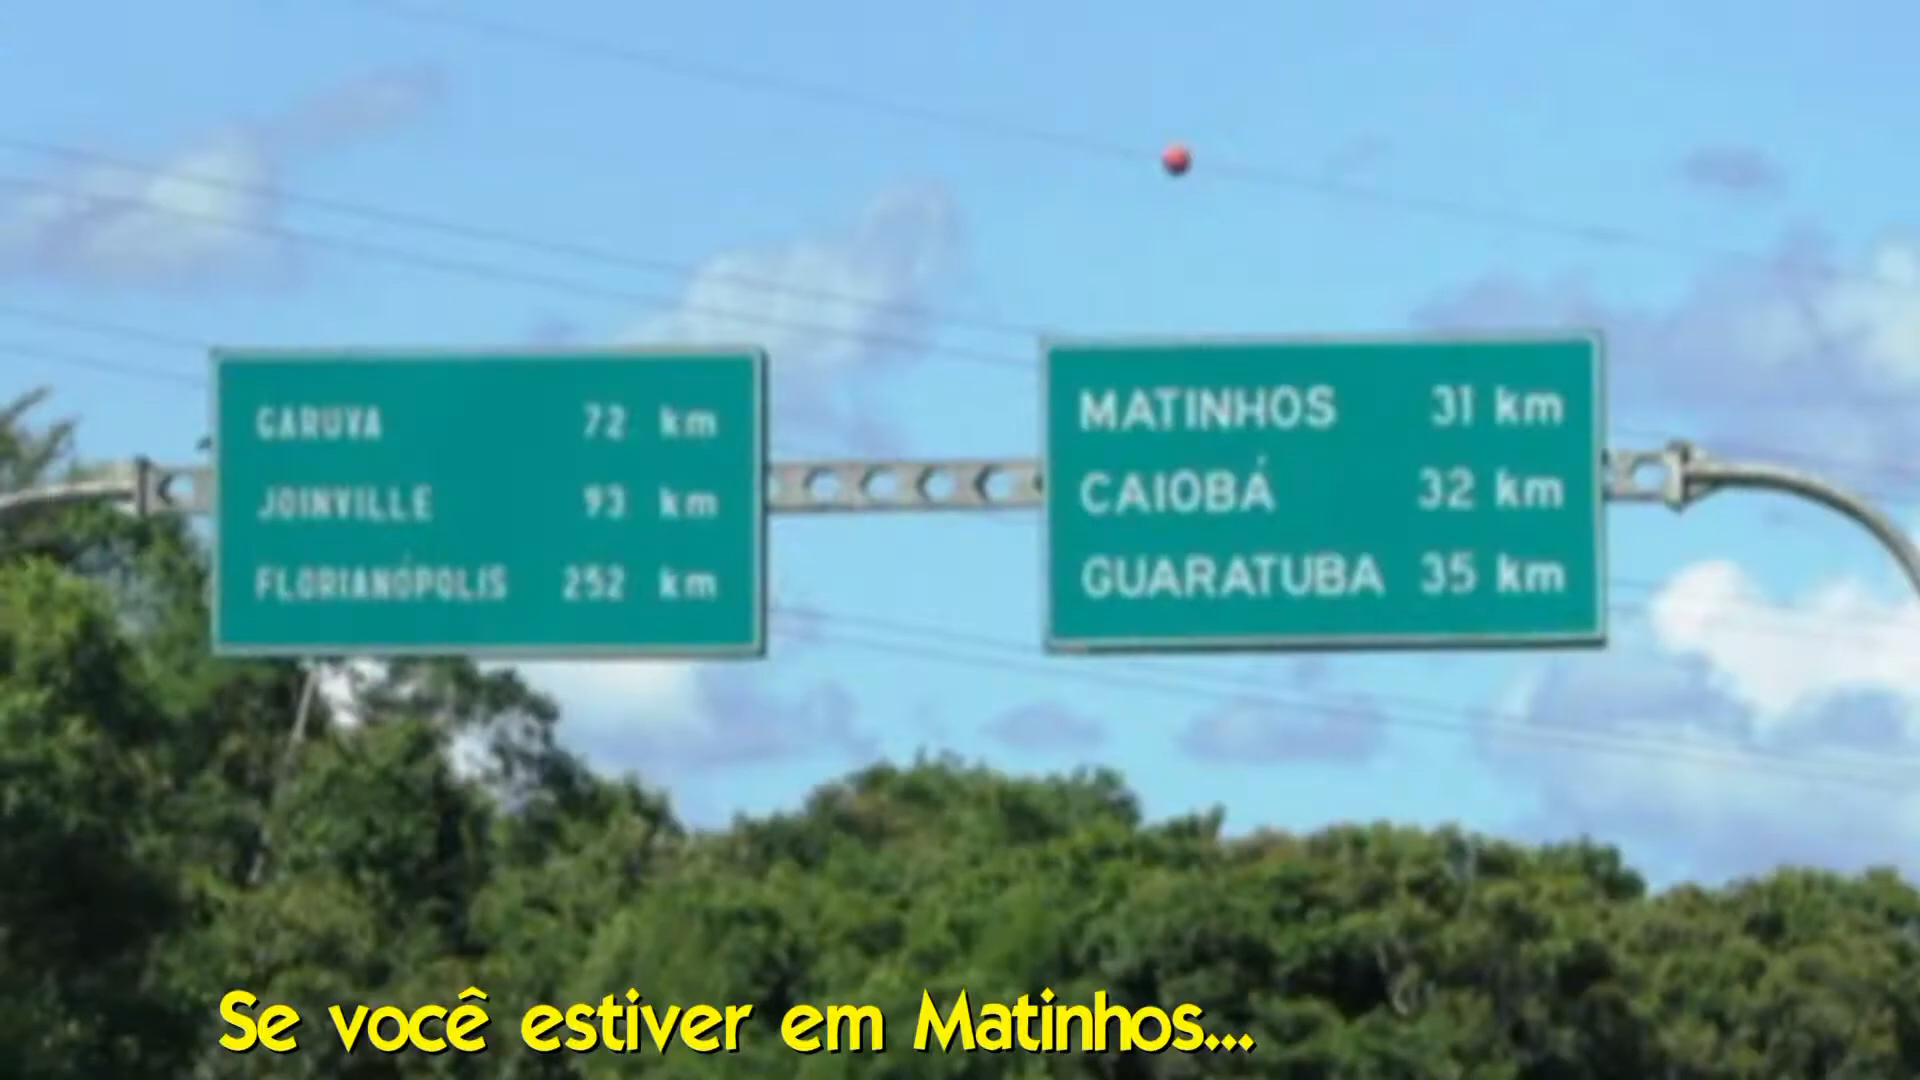 GARUVA 72 km
JOINVILLE 93 km
FLORIANÓPOLIS 252 km
MATINHOS 31 km
CAIOBÁ 32 km
GUARATUBA 35 km
Se você estiver em Matinhos...